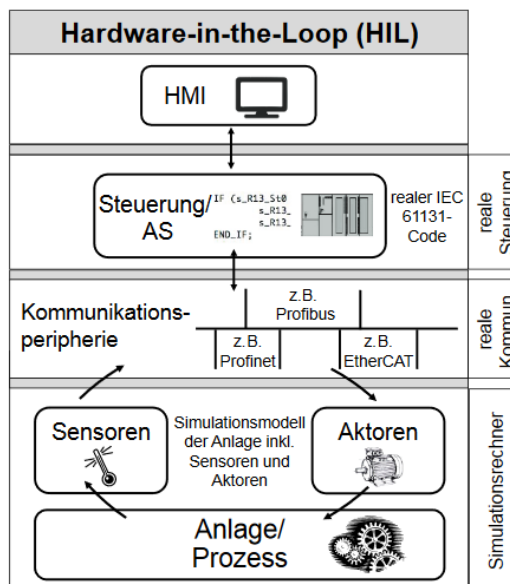 Hardware-in-the-Loop (HIL)
HMI
Steuerung/
AS
IF (s_R13_St0
s_R13_
s_R13_
END_IF;
realer IEC
61131-
Code
reale
Steuerung
Kommunikations-
peripherie
z.B.
Profibus
z.B.
Profinet
z.B.
EtherCAT
reale
Kommun
Sensoren
Simulationsmodell
der Anlage inkl.
Sensoren und
Aktoren
Aktoren
Anlage/
Prozess
Simulationsrechner